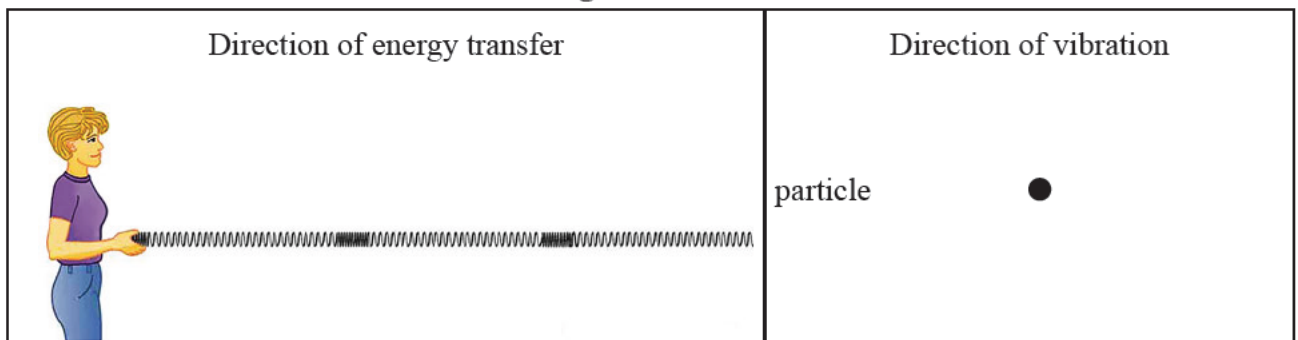 Direction of energy transfer
Direction of vibration
particle